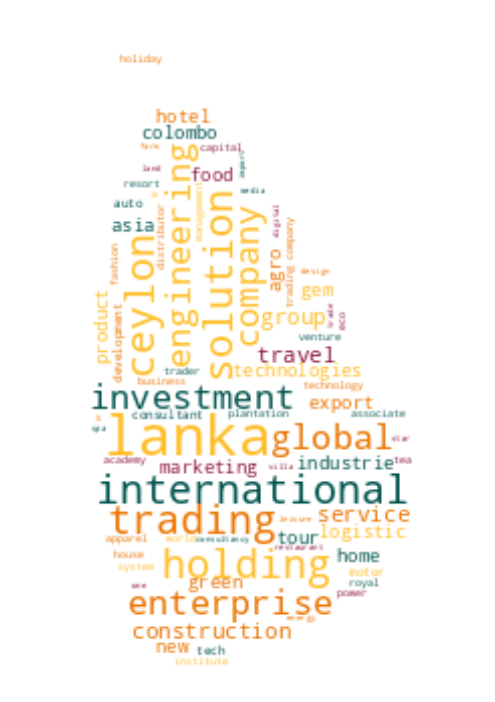 holiday
hotel
colombo
farm
capital
engineering
import
land
food
resort
management
media
solution
auto
distributor
company
digital
asia
ceylon
agro
trading company
fashion
design
product
gem
development
group
trade
eco
venture
travel
trader
technologies
business
technology
investment
export
consultant
plantation
associate
spa
lanka
global
star
academy
marketing
villa
industrie
tea
international
trading
leisure
service
apparel
world
consultancy
tour
logistic
restaurant
house
holding
home
system
motor
green
royal
one
power
enterprise
energy
construction
new
tech
institute